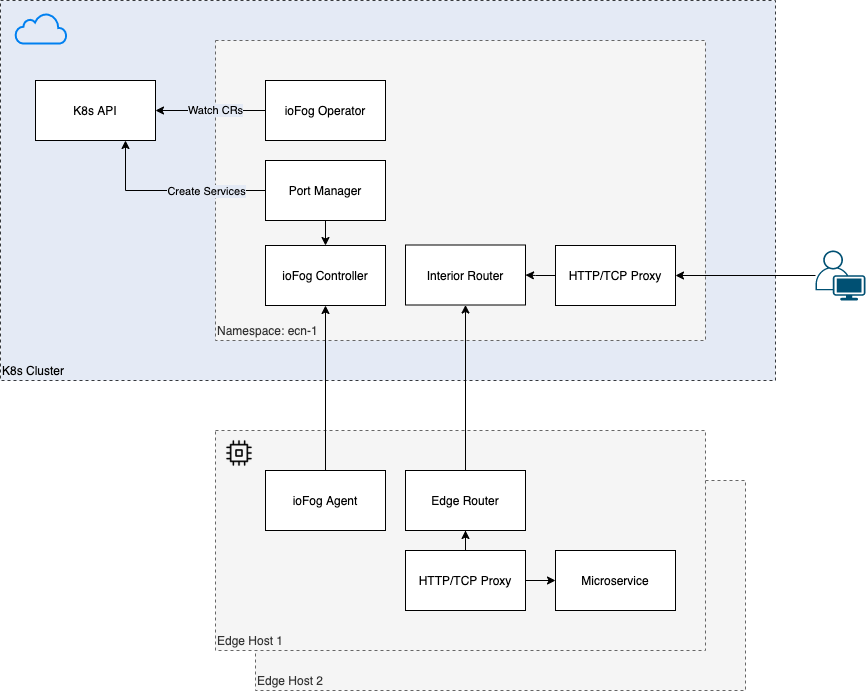 K8s API
Watch CRs
ioFog Operator
Create Services
Port Manager
ioFog Controller
Interior Router
HTTP/TCP Proxy
Namespace: ecn-1
K8s Cluster
ioFog Agent
Edge Router
HTTP/TCP Proxy
Microservice
Edge Host 1
Edge Host 2